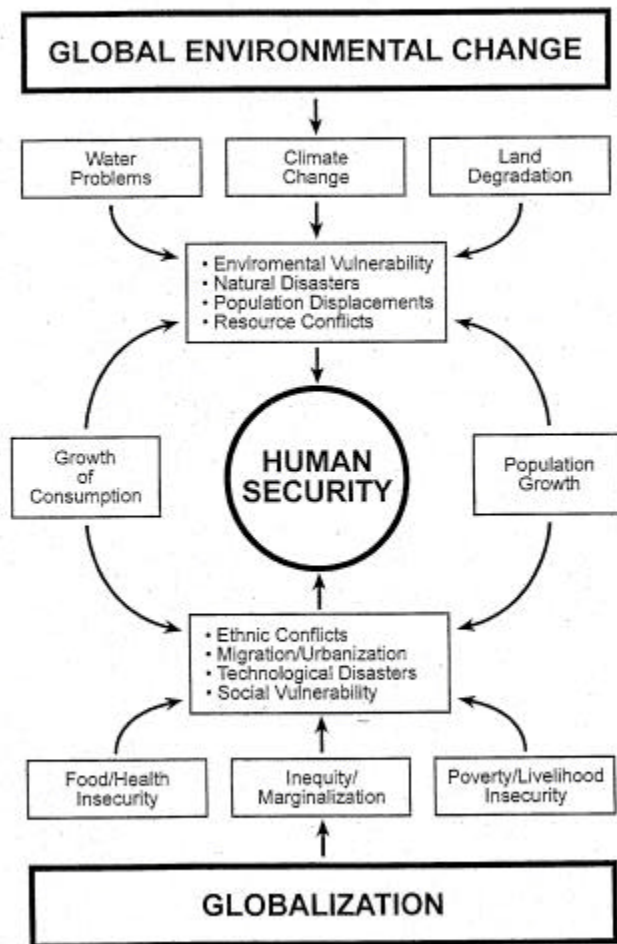 GLOBAL ENVIRONMENTAL CHANGE
Water
Problems
Climate
Change
Land
Degradation
• Enviromental Vulnerability
• Natural Disasters
• Population Displacements
• Resource Conflicts
Growth
of
Consumption
HUMAN
SECURITY
Population
Growth
• Ethnic Conflicts
• Migration/Urbanization
• Technological Disasters
• Social Vulnerability
Food/Health
Insecurity
Inequity/
Marginalization
Poverty/Livelihood
Insecurity
GLOBALIZATION